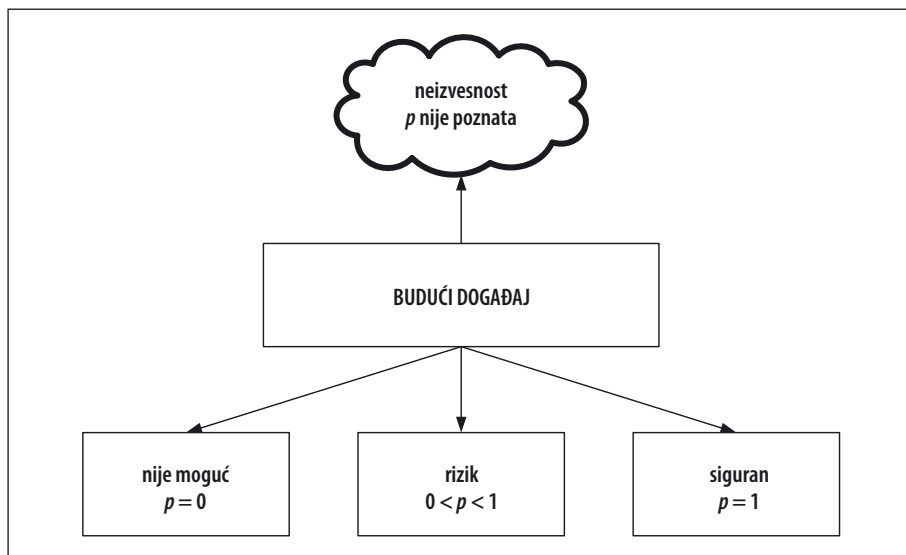 neizvesnost
p nije poznata
BUDUĆI DOGAĐAJ
nije moguć
p = 0
rizik
0 < p < 1
siguran
p = 1